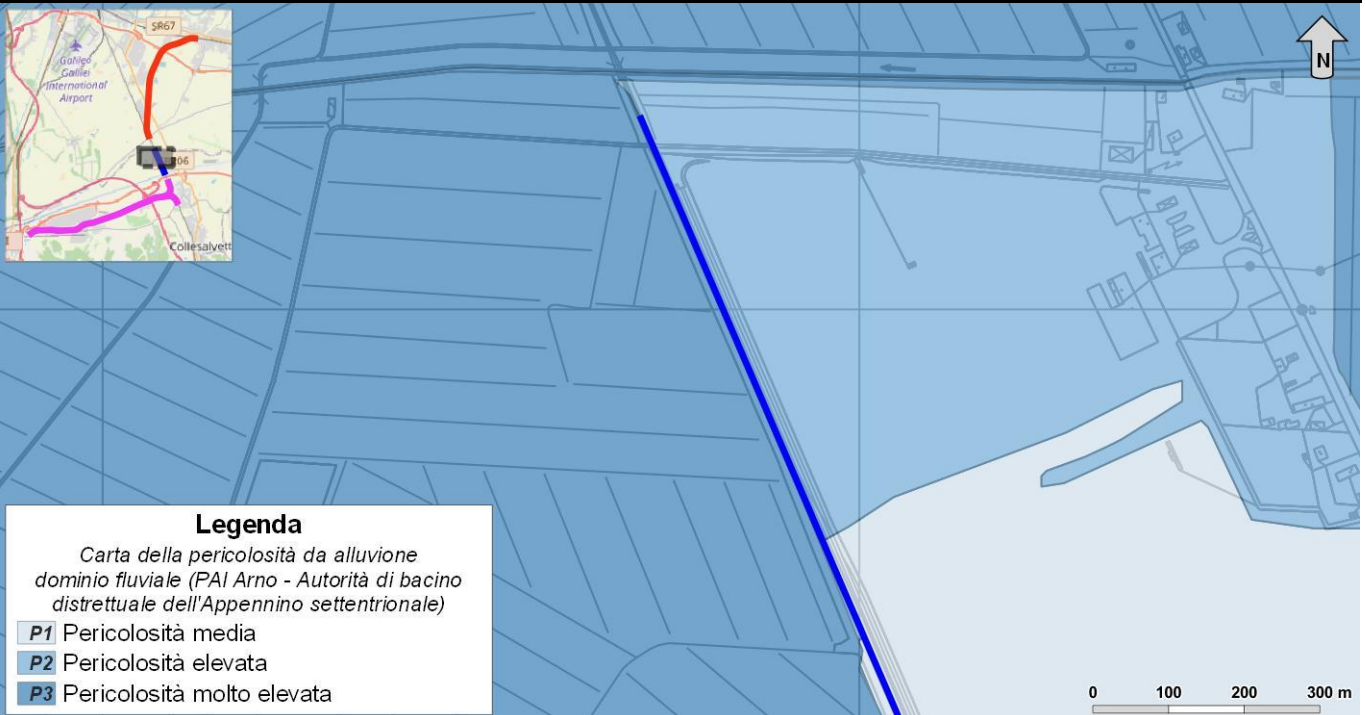 SR67
Galileo
Galilei
International
Airport
206
Collesalvett
N
Legenda
Carta della pericolosità da alluvione
dominio fluviale (PAI Arno - Autorità di bacino
distrettuale dell'Appennino settentrionale)
P1 Pericolosità media
P2 Pericolosità elevata
P3 Pericolosità molto elevata
0 100 200 300 m